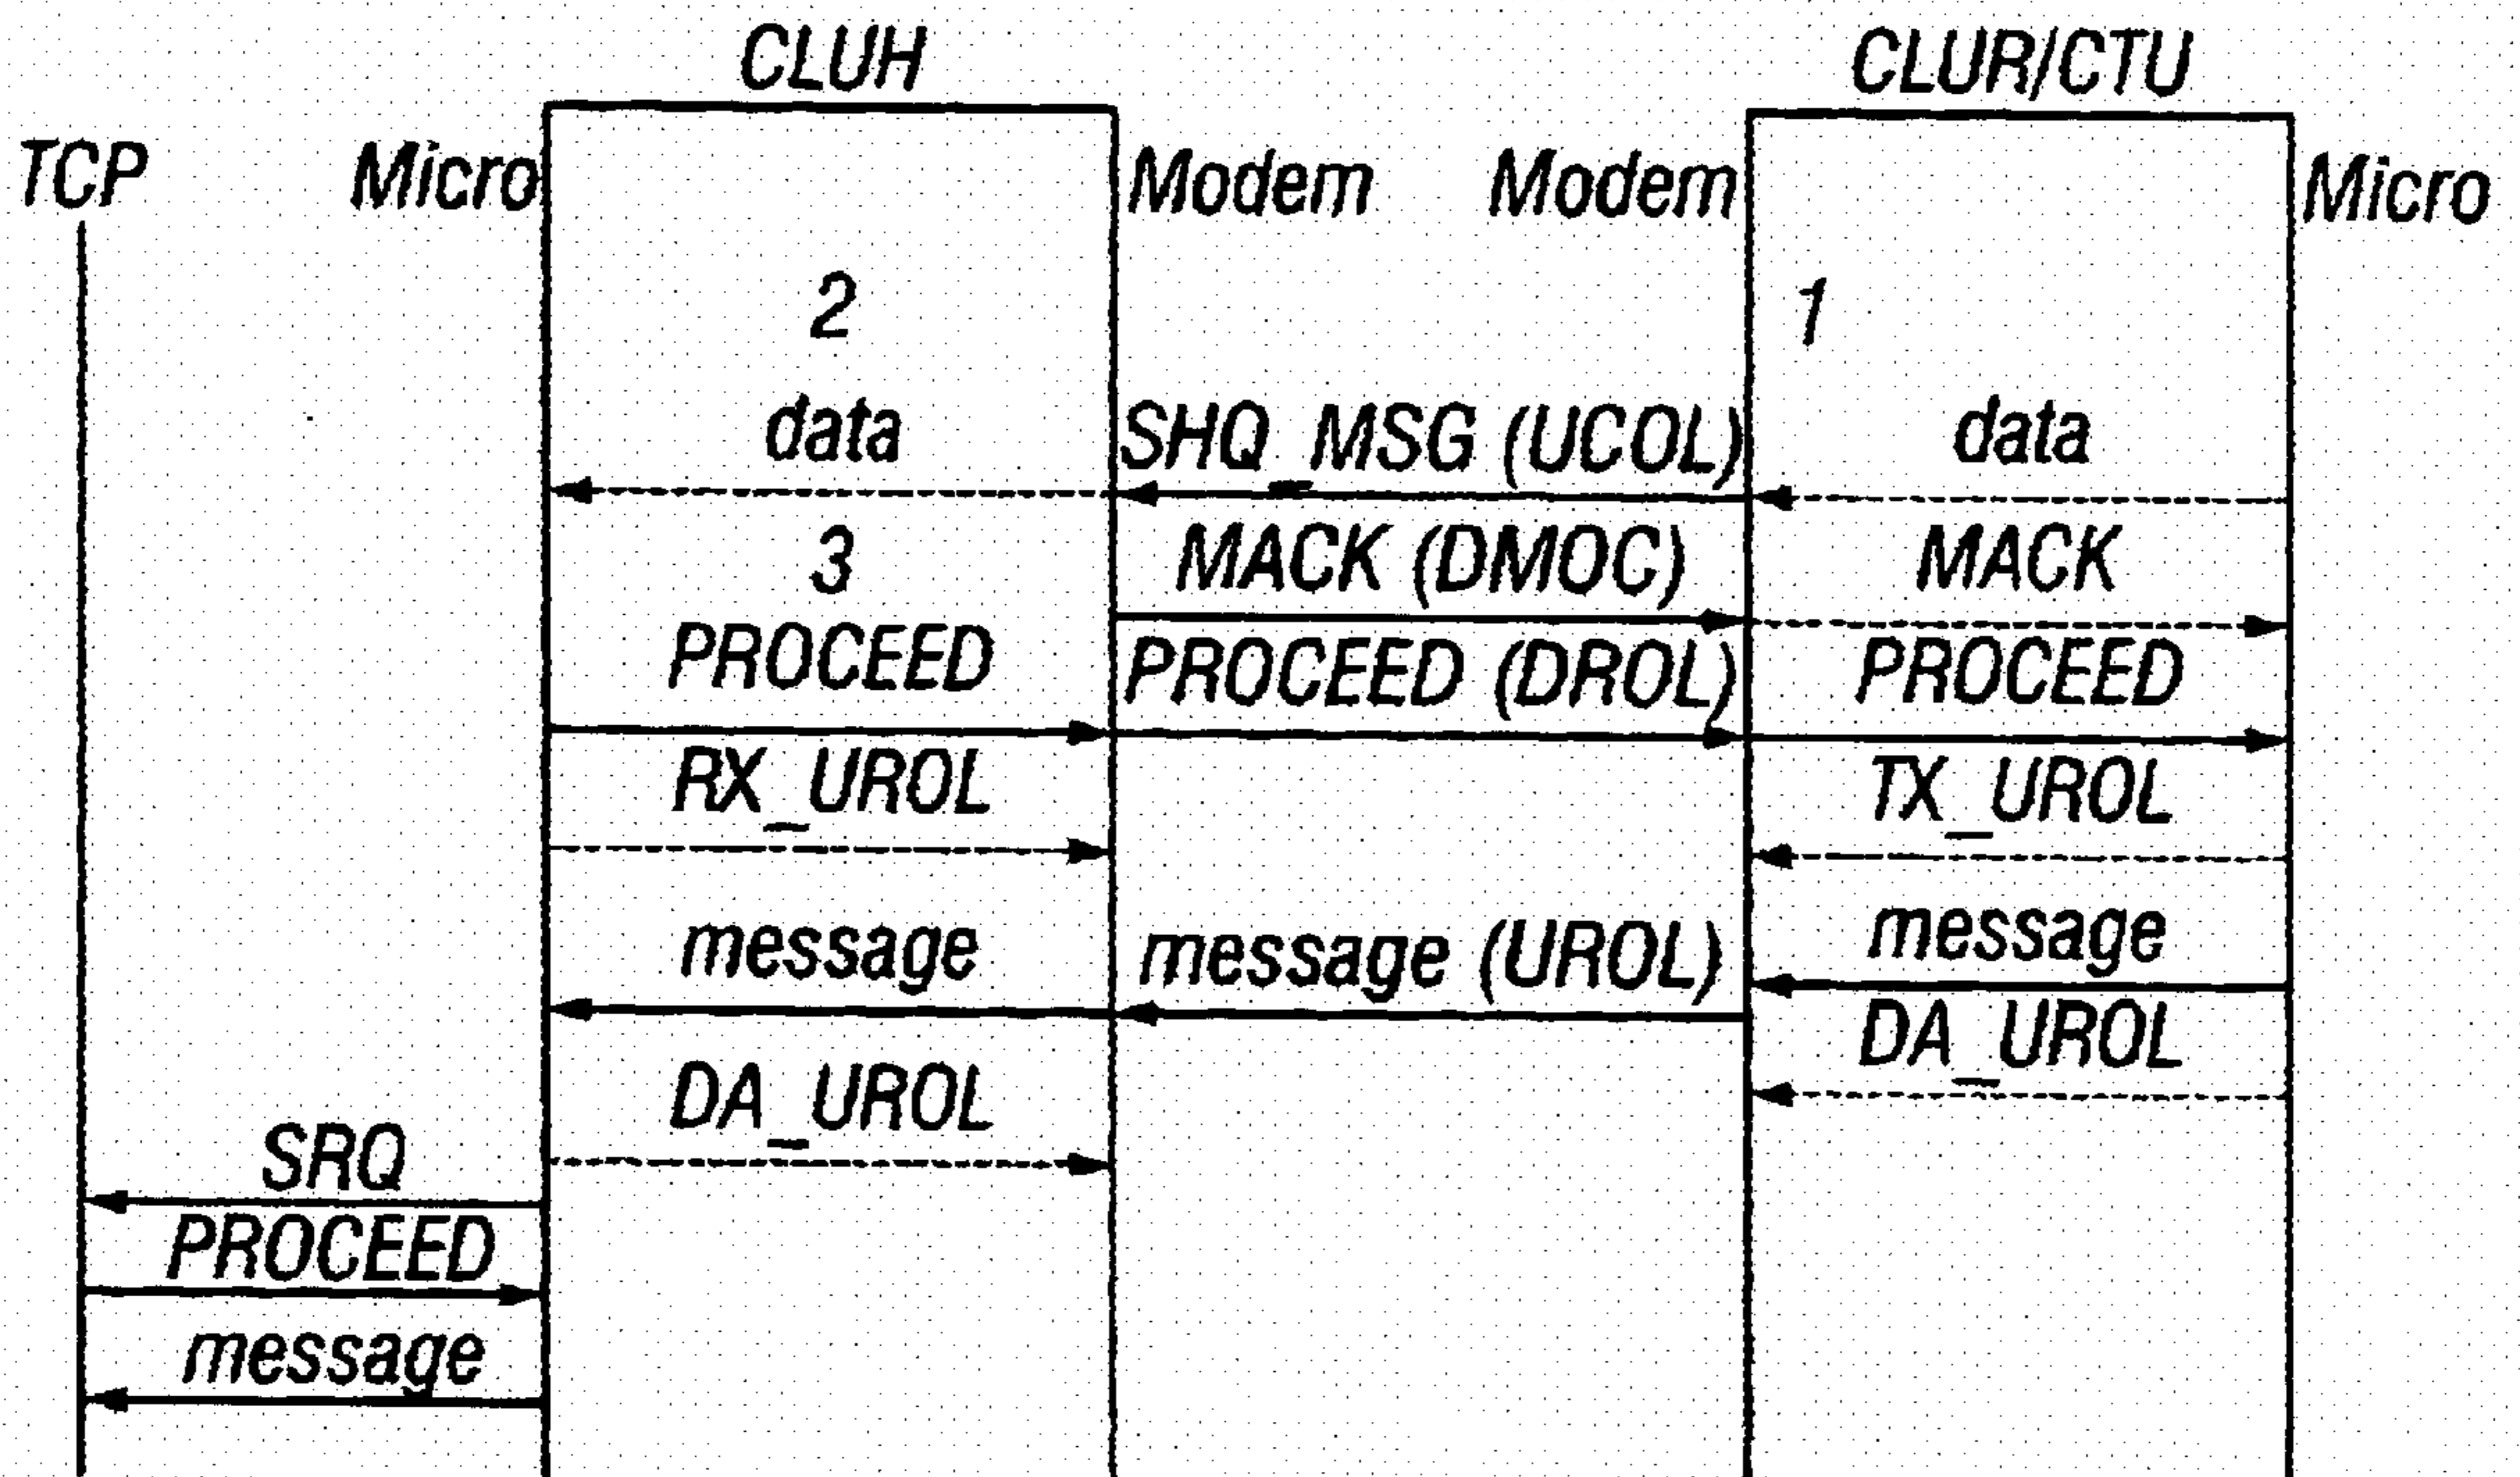 CLUH CLUR/CTU
TCP Micro Modem Modem Micro
2 1
data SHQ_MSG (UCOL) data
3 MACK (DMOC) MACK
PROCEED PROCEED (DROL) PROCEED
RX_UROL TX_UROL
message message (UROL) message
DA_UROL
DA_UROL
SRQ
PROCEED
message